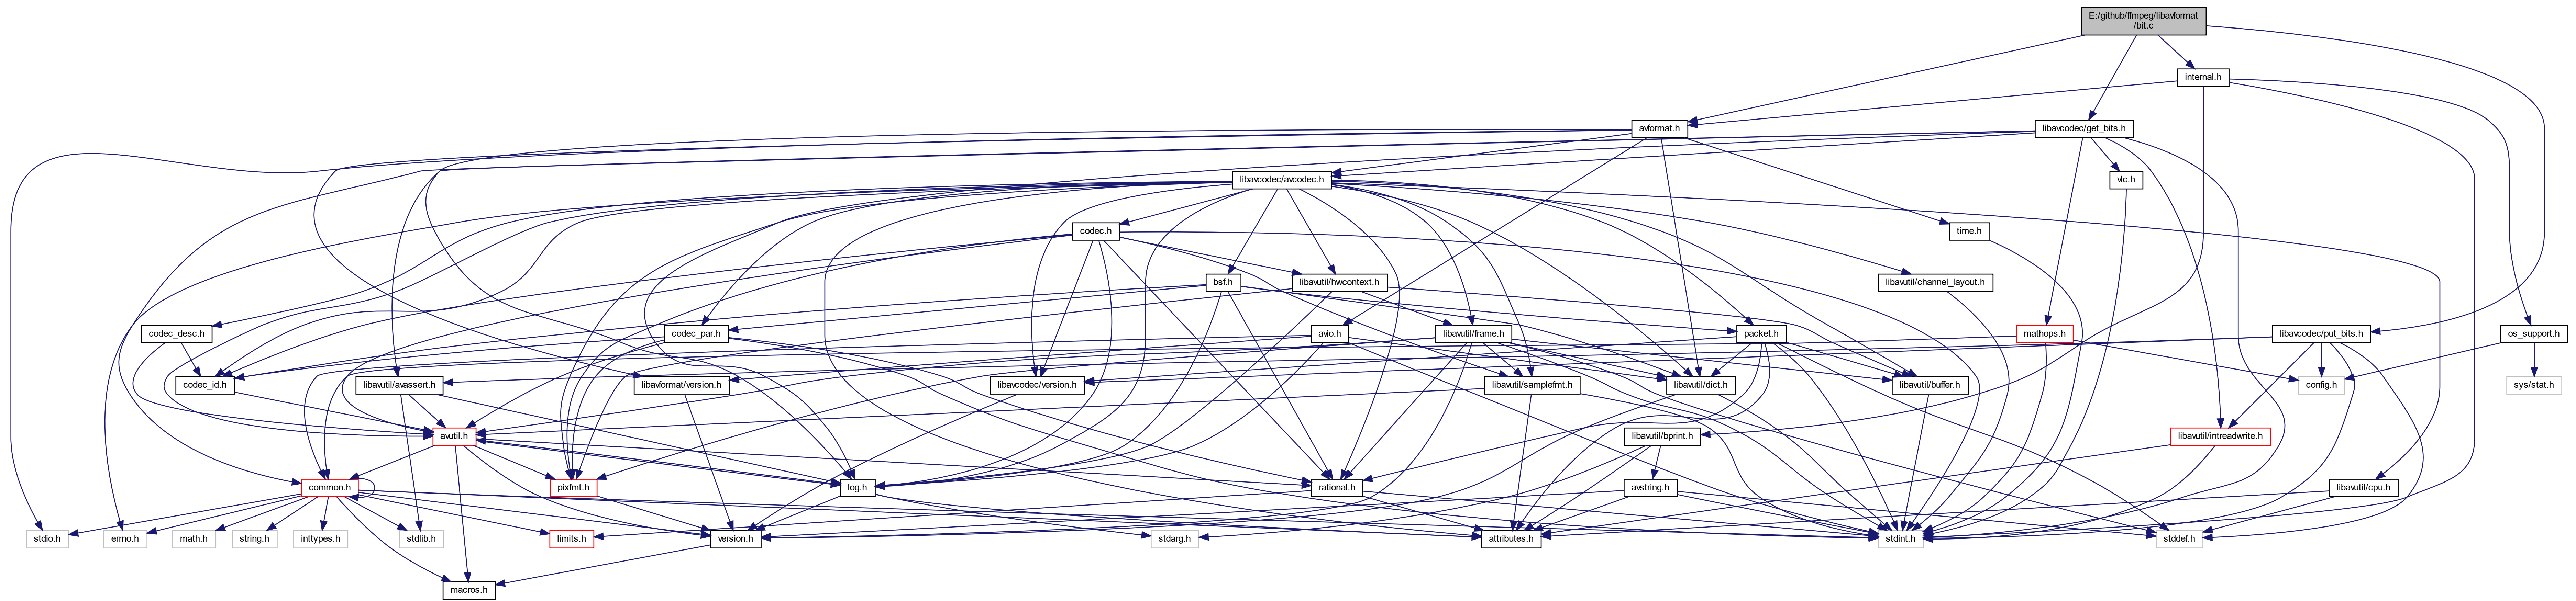 E:/github/ffmpeg/libavformat
/bit.c
internal.h
avformat.h
libavcodec/get_bits.h
libavcodec/avcodec.h
vlc.h
codec.h
time.h
bsf.h
libavutil/hwcontext.h
libavutil/channel_layout.h
codec_desc.h
codec_par.h
avio.h
libavutil/frame.h
packet.h
mathops.h
libavcodec/put_bits.h
os_support.h
codec_id.h
libavutil/avassert.h
libavformat/version.h
libavcodec/version.h
libavutil/samplefmt.h
libavutil/dict.h
libavutil/buffer.h
config.h
sys/stat.h
avutil.h
libavutil/bprint.h
libavutil/intreadwrite.h
common.h
pixfmt.h
log.h
rational.h
avstring.h
libavutil/cpu.h
stdio.h
errno.h
math.h
string.h
inttypes.h
stdlib.h
limits.h
version.h
stdarg.h
attributes.h
stdint.h
stddef.h
macros.h